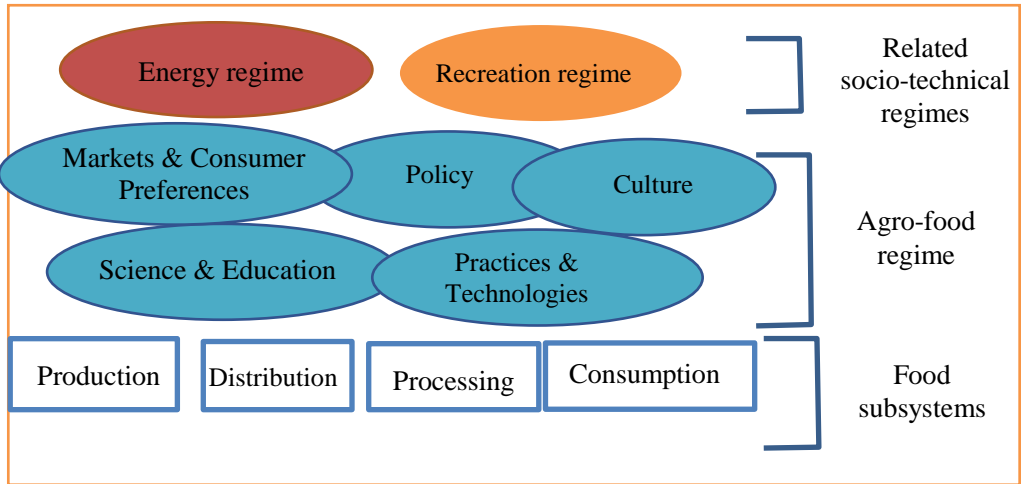 Energy regime
Recreation regime
Related
socio-technical
regimes
Markets & Consumer
Preferences
Policy
Culture
Agro-food
regime
Science & Education
Practices &
Technologies
Production
Distribution
Processing
Consumption
Food
subsystems